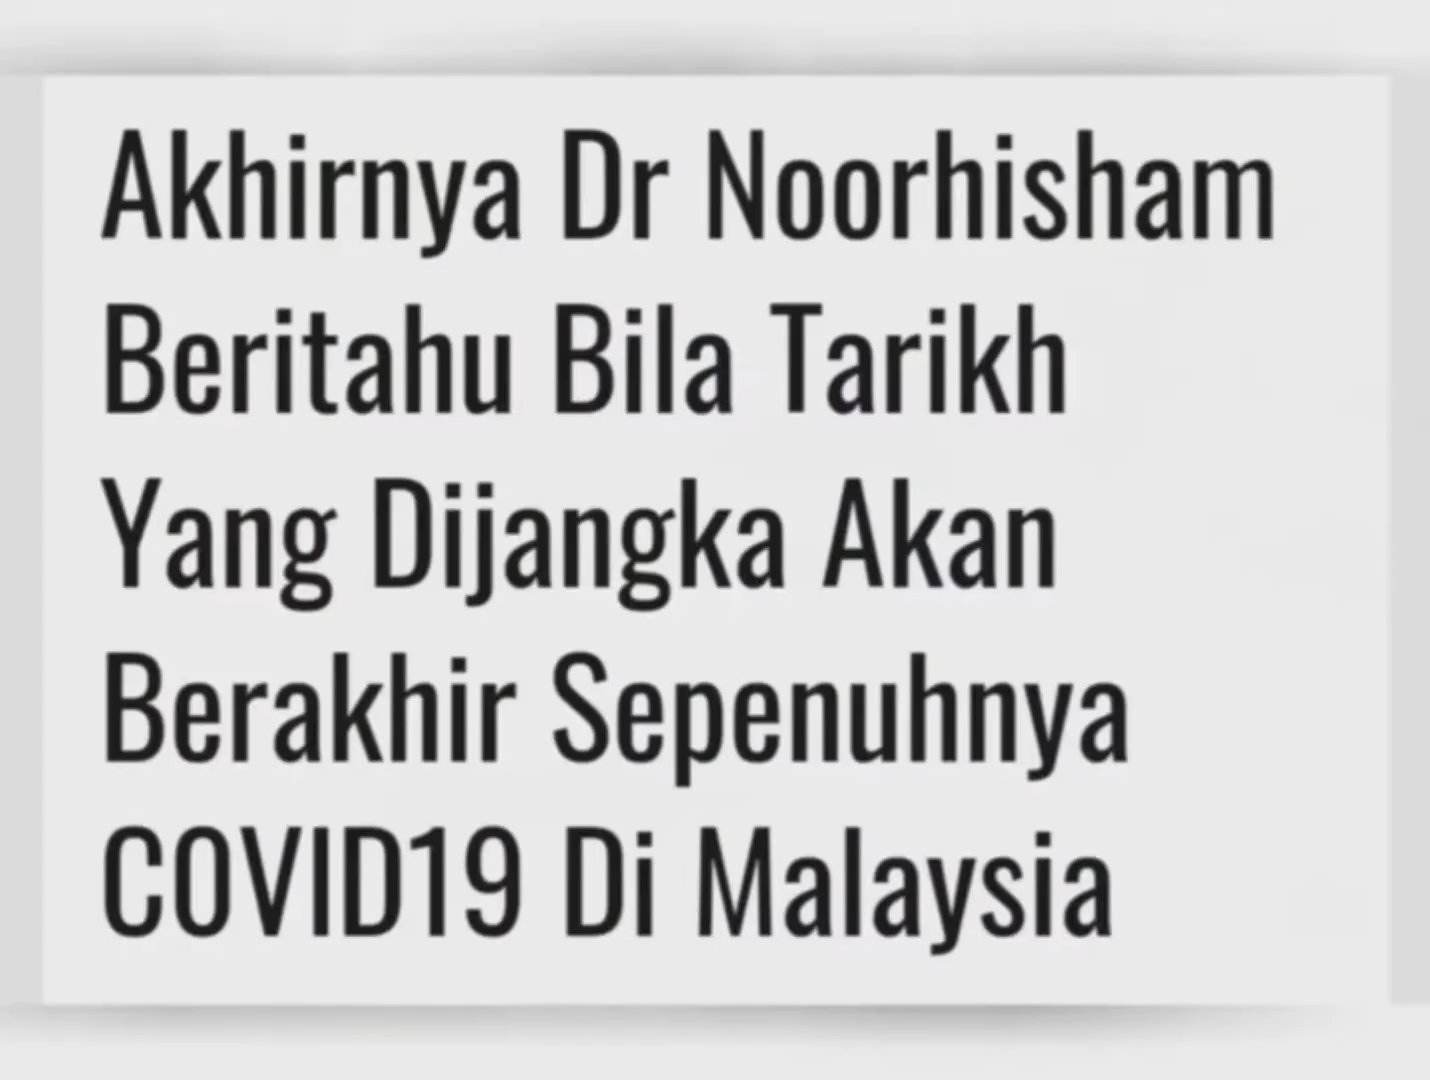 Akhirnya Dr Noorhisham
Beritahu Bila Tarikh
Yang Dijangka Akan
Berakhir Sepenuhnya
COVID19 Di Malaysia